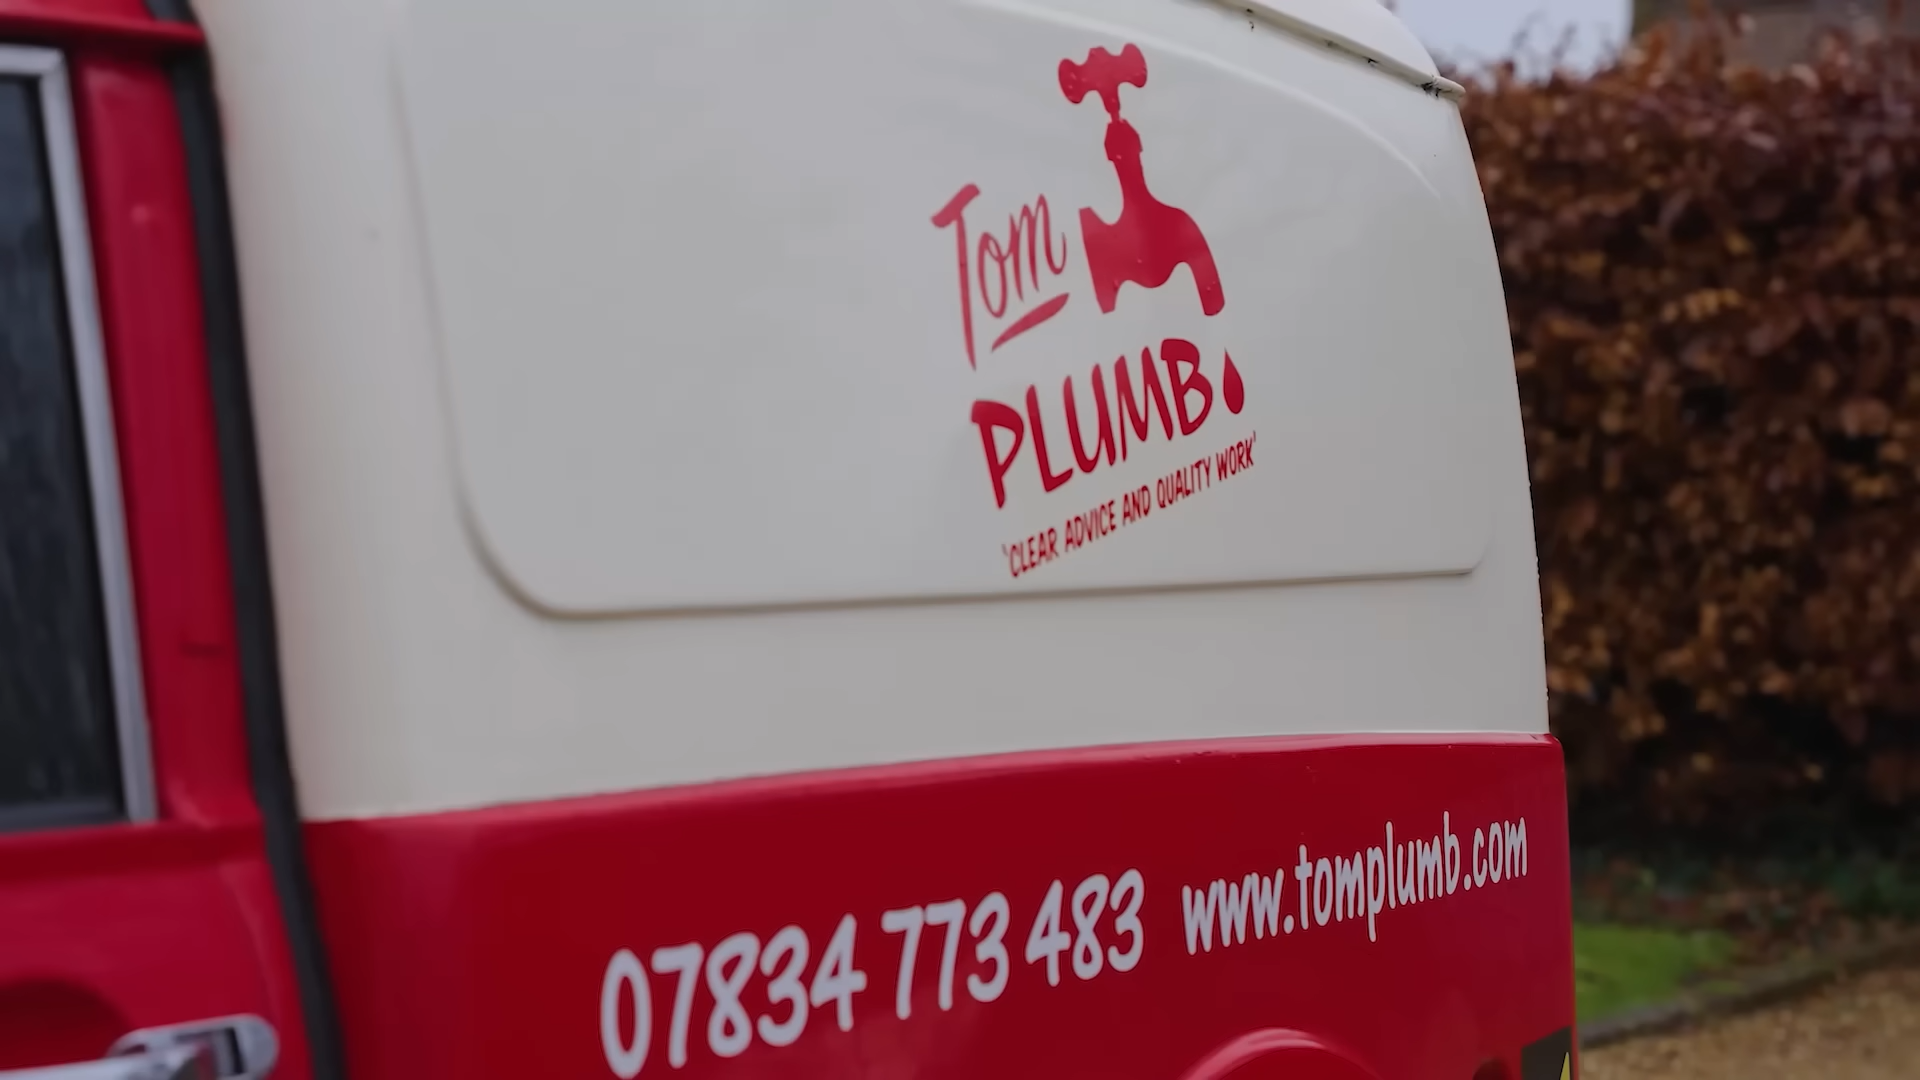 Tom
PLUMB
'CLEAR ADVICE AND QUALITY WORK'
07834 773 483 www.tomplumb.com